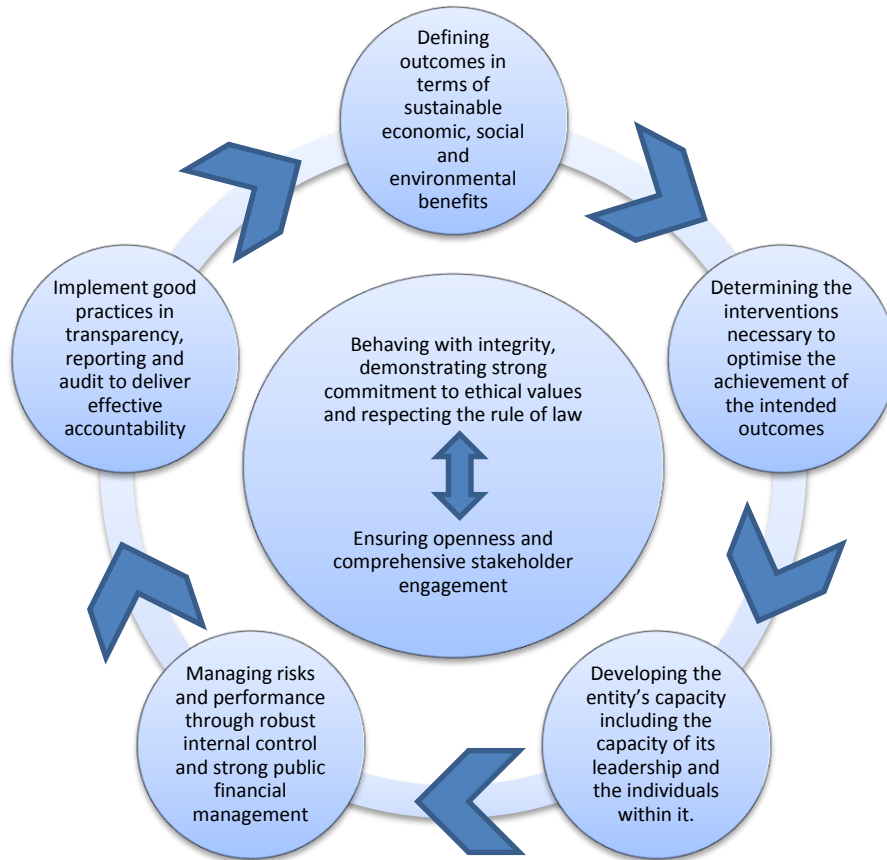 Defining
outcomes in
terms of
sustainable
economic, social
and
environmental
benefits
Determining the
interventions
necessary to
optimise the
achievement of
the intended
outcomes
Developing the
entity’s capacity
including the
capacity of its
leadership and
the individuals
within it.
Managing risks
and performance
through robust
internal control
and strong public
financial
management
Implement good
practices in
transparency,
reporting and
audit to deliver
effective
accountability
Behaving with integrity,
demonstrating strong
commitment to ethical values
and respecting the rule of law
Ensuring openness and
comprehensive stakeholder
engagement